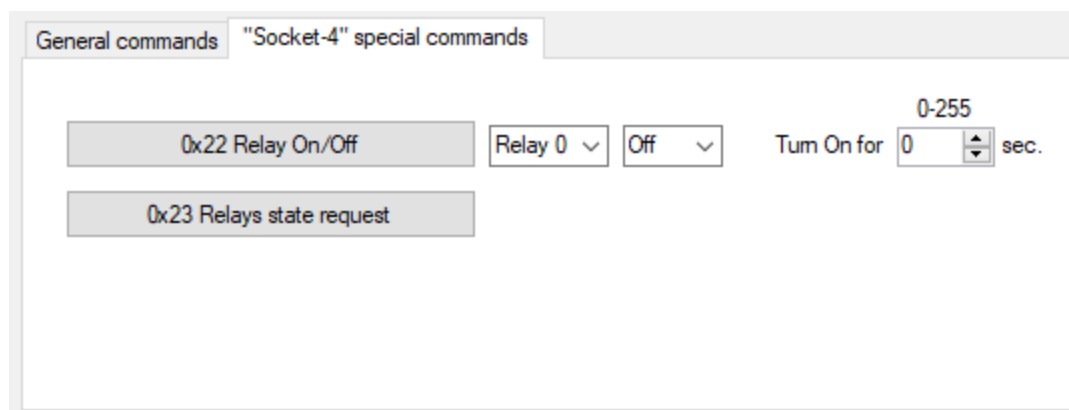 General commands "Socket-4" special commands
0-255
0x22 Relay On/Off Relay 0 Off Turn On for 0 sec.
0x23 Relays state request